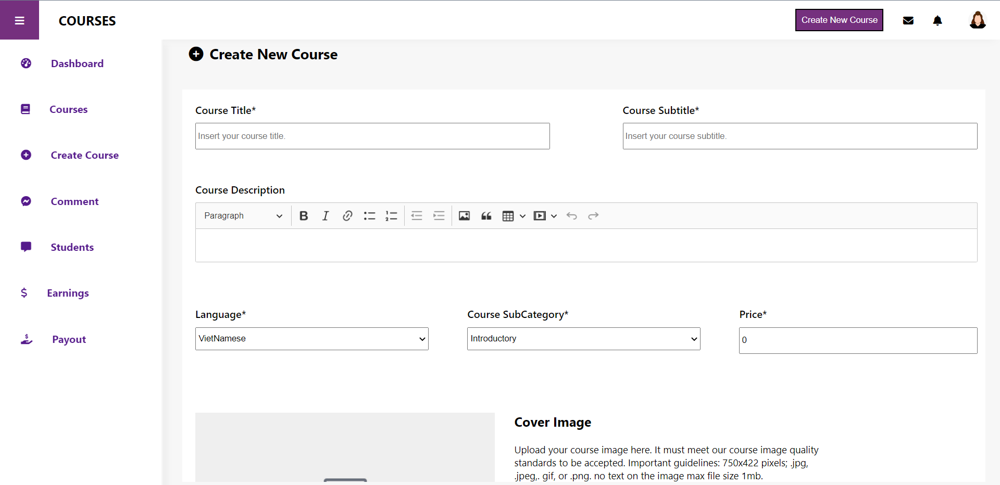 COURSES
Create New Course
Dashboard
Courses
Create Course
Comment
Students
Earnings
Payout
Create New Course
Course Title*
Course Subtitle*
Insert your course title.
Insert your course subtitle.
Course Description
Paragraph
Language*
Course SubCategory*
Price*
VietNamese
Introductory
0
Cover Image
Upload your course image here. It must meet our course image quality
standards to be accepted. Important guidelines: 750x422 pixels; .jpg,
.jpeg,. gif, or .png. no text on the image max file size 1mb.